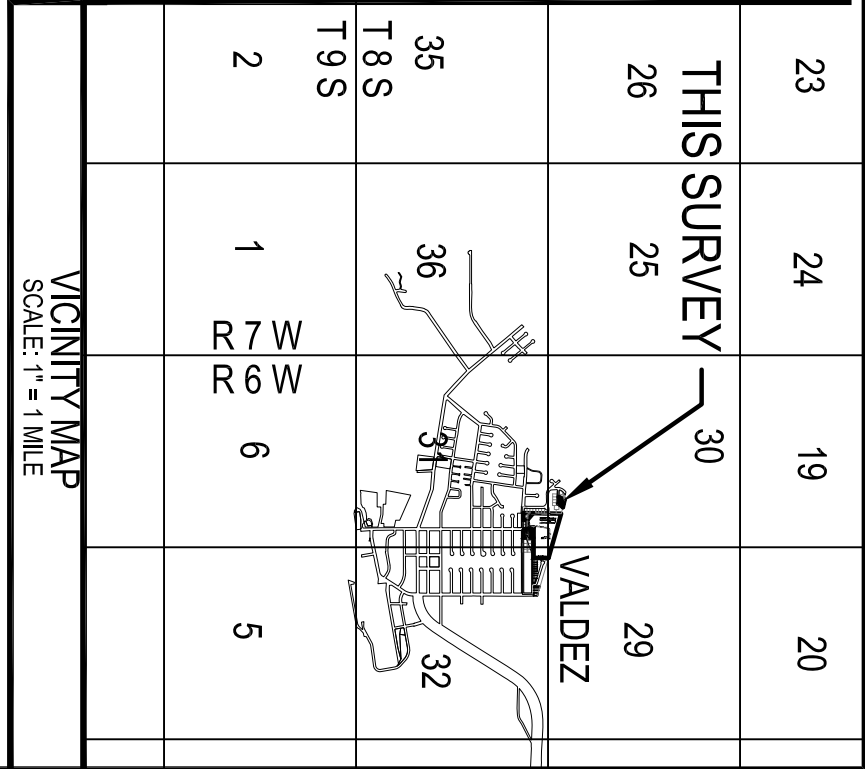 23
24
19
20
THIS SURVEY
30
26
25
29
VALDEZ
35
36
31
32
T 8 S
T 9 S
R 7 W
R 6 W
2
1
6
5
VICINITY MAP
SCALE: 1" = 1 MILE